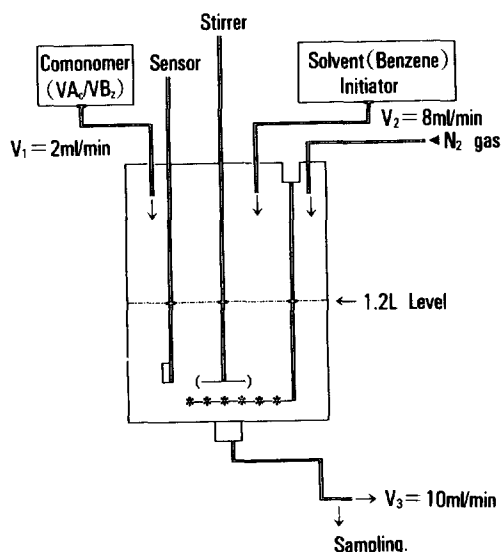 Stirrer
Comonomer
(VAc/VBz)
Sensor
Solvent(Benzene)
Initiator
V₁=2ml/min
V₂=8ml/min
N₂ gas
1.2L Level
V₃=10ml/min
Sampling.